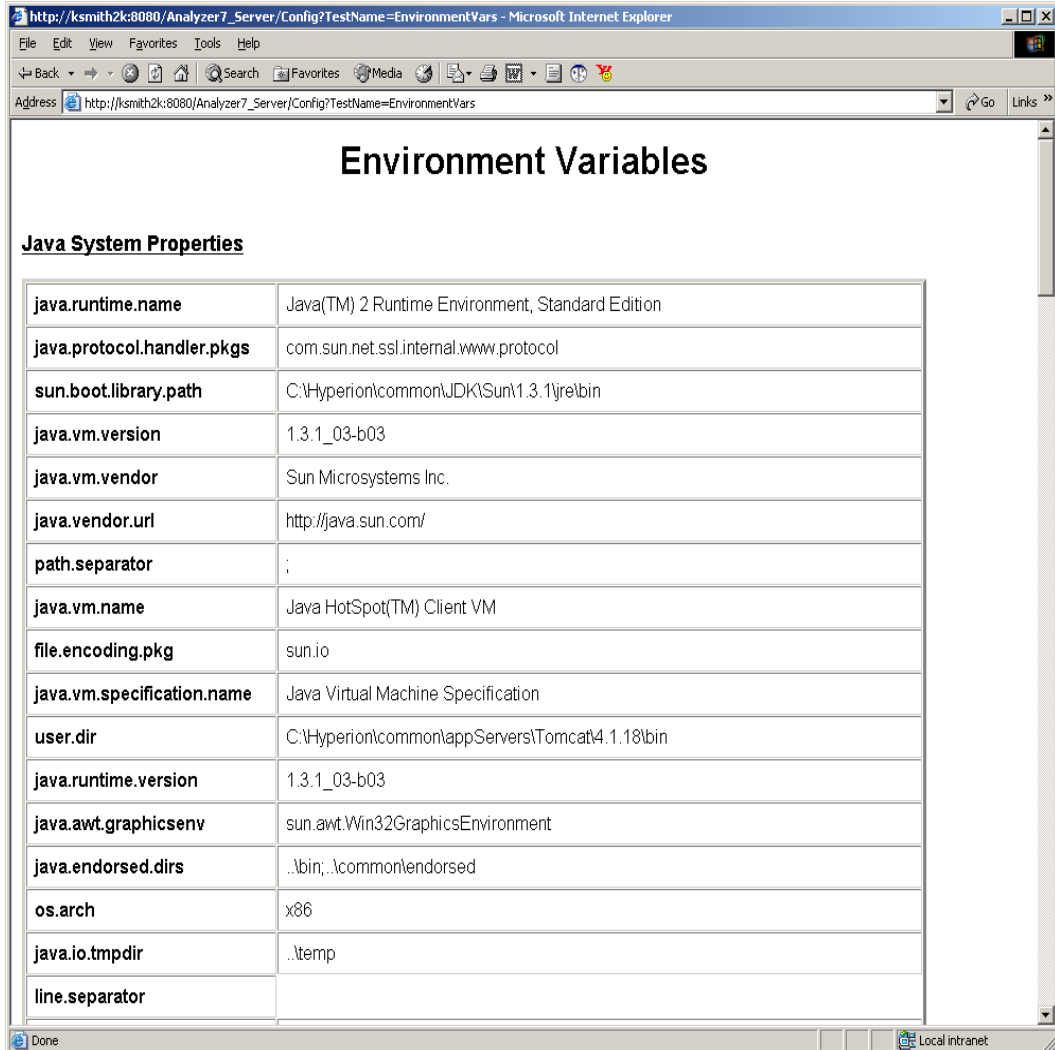 http://ksmith2k:8080/Analyzer7_Server/Config?TestName=EnvironmentVars - Microsoft Internet Explorer
File Edit View Favorites Tools Help
Back Search Favorites Media
Address http://ksmith2k:8080/Analyzer7_Server/Config?TestName=EnvironmentVars Go Links »
Environment Variables
Java System Properties
java.runtime.name Java(TM) 2 Runtime Environment, Standard Edition
java.protocol.handler.pkgs com.sun.net.ssl.internal.www.protocol
sun.boot.library.path C:\Hyperion\common\JDK\Sun\1.3.1\jre\bin
java.vm.version 1.3.1_03-b03
java.vm.vendor Sun Microsystems Inc.
java.vendor.url http://java.sun.com/
path.separator ;
java.vm.name Java HotSpot(TM) Client VM
file.encoding.pkg sun.io
java.vm.specification.name Java Virtual Machine Specification
user.dir C:\Hyperion\common\appServers\Tomcat\4.1.18\bin
java.runtime.version 1.3.1_03-b03
java.awt.graphicsenv sun.awt.Win32GraphicsEnvironment
java.endorsed.dirs ..\bin;..\common\endorsed
os.arch x86
java.io.tmpdir ..\temp
line.separator
Done Local intranet